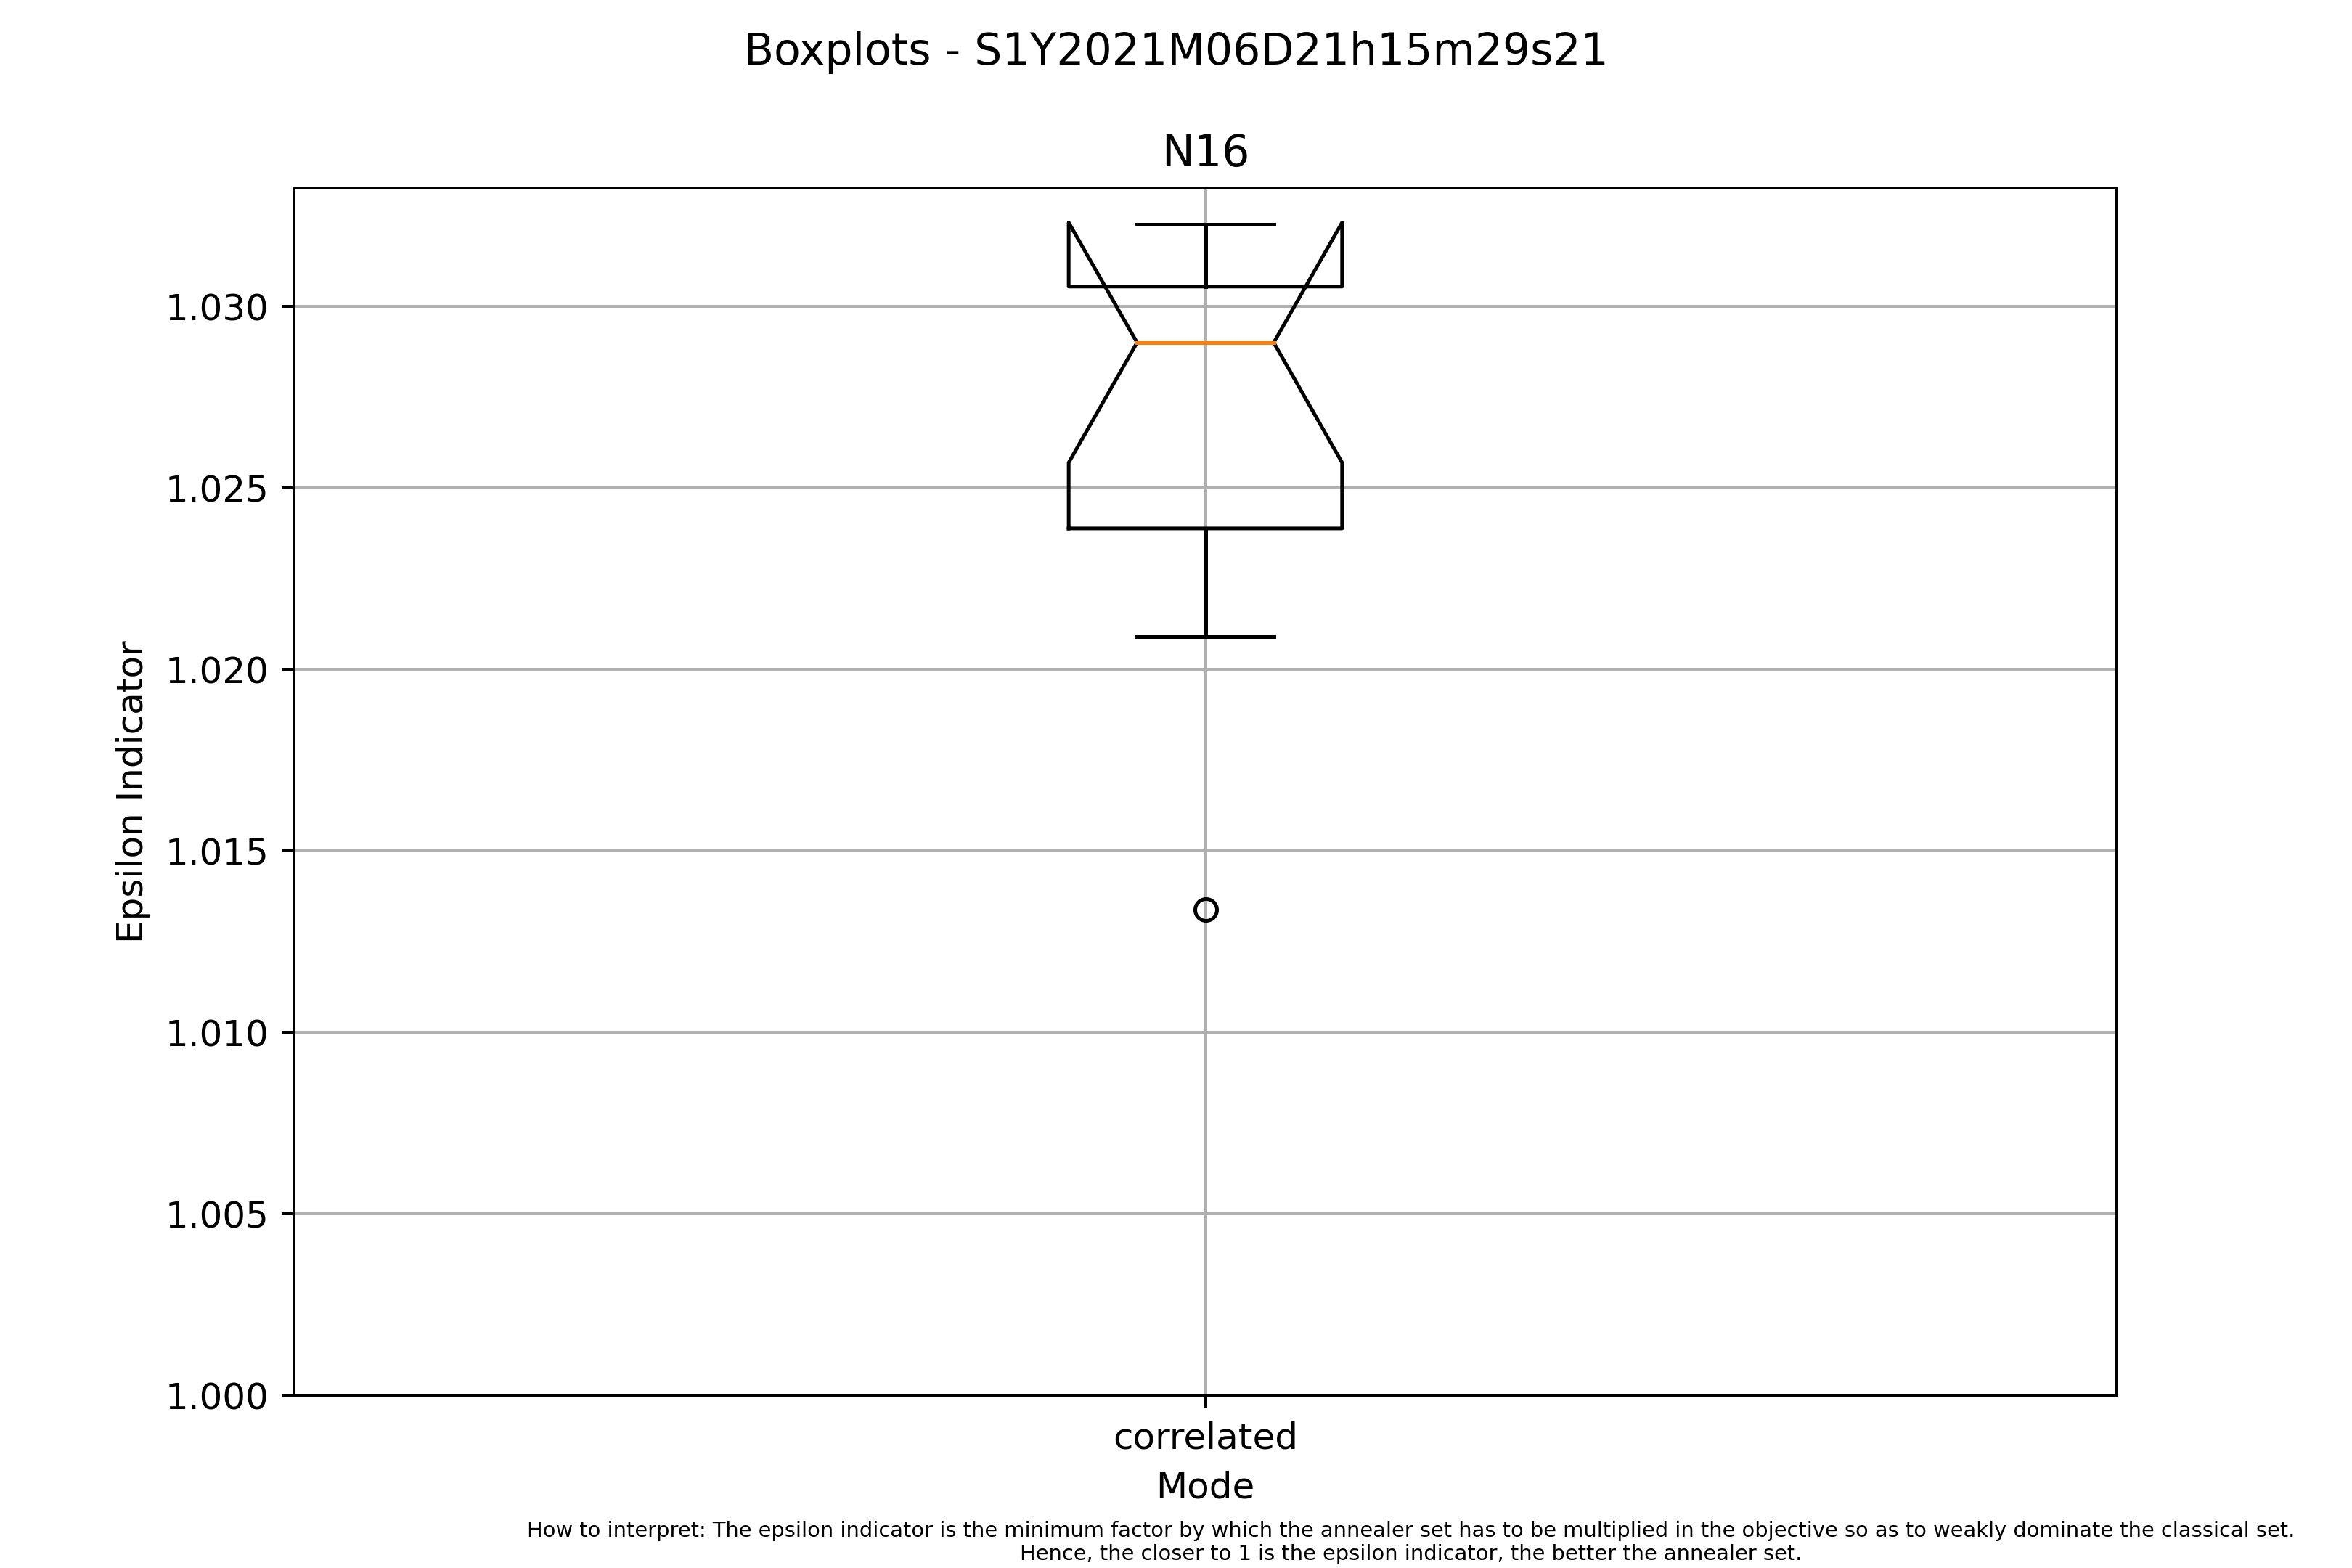 Boxplots - S1Y2021M06D21h15m29s21
N16
1.030
1.025
1.020
1.015
1.010
1.005
1.000
Epsilon Indicator
correlated
Mode
How to interpret: The epsilon indicator is the minimum factor by which the annealer set has to be multiplied in the objective so as to weakly dominate the classical set.
Hence, the closer to 1 is the epsilon indicator, the better the annealer set.